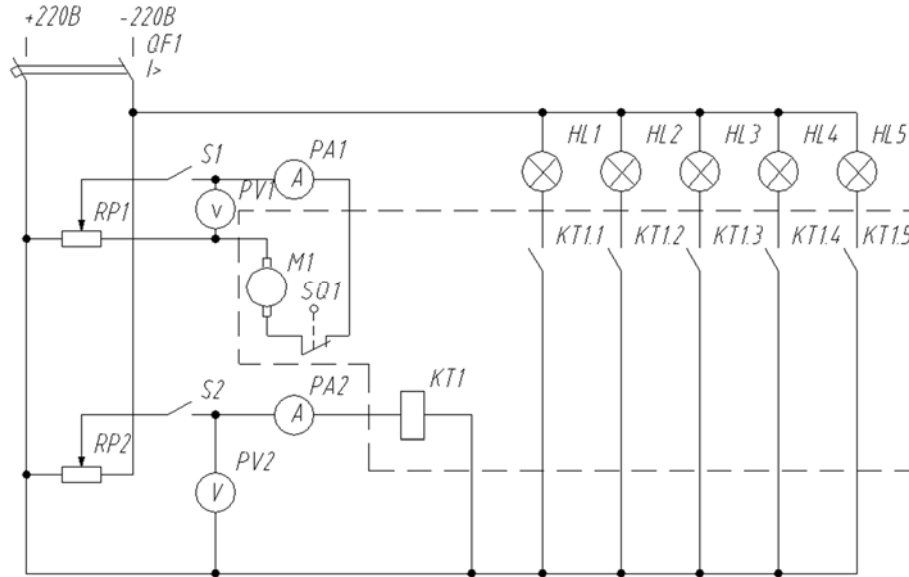 +220В -220В
QF1
I>
HL1 HL2 HL3 HL4 HL5
S1 PA1
A
PV1
V
RP1
KT1.1 KT1.2 KT1.3 KT1.4 KT1.5
M1
SQ1
S2 PA2 KT1
A
RP2
PV2
V